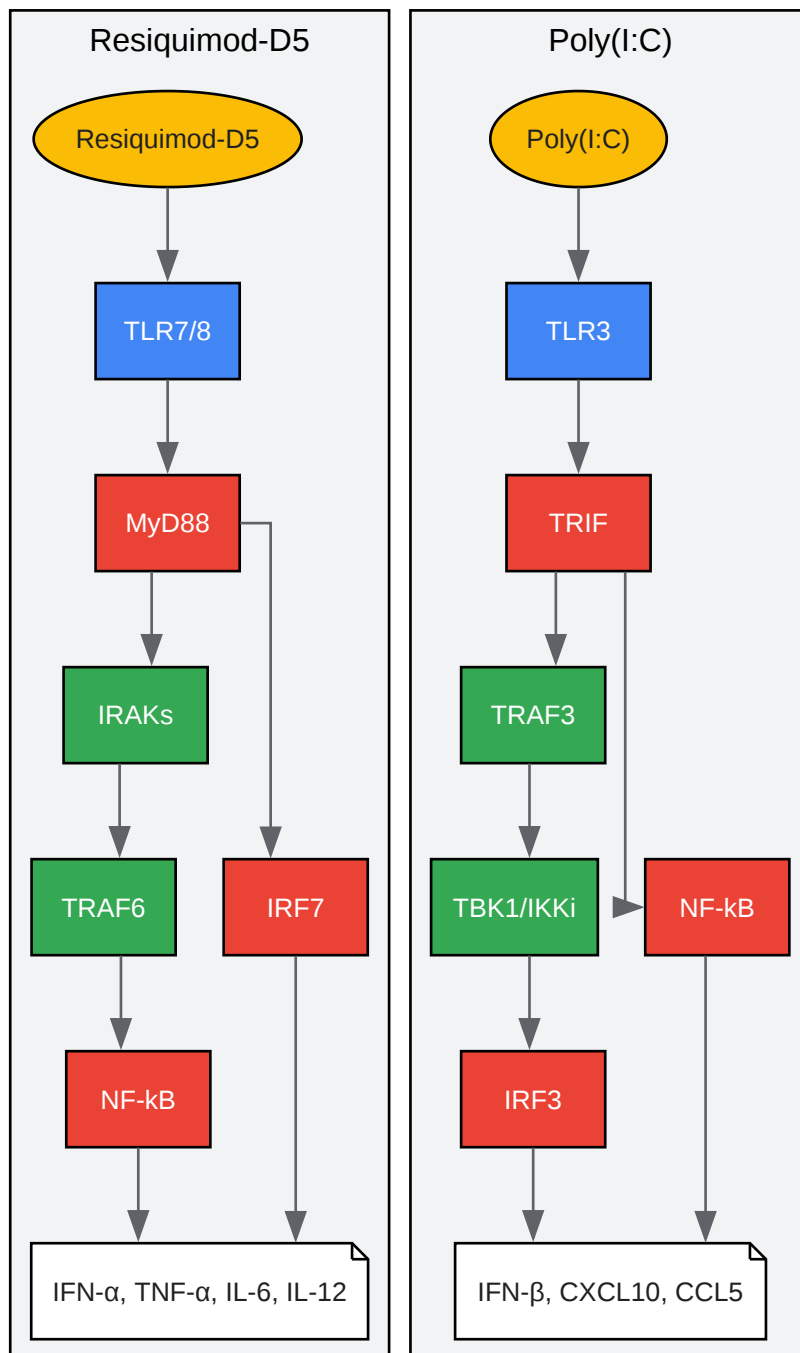 Resiquimod-D5
Resiquimod-D5
TLR7/8
MyD88
IRAKs
TRAF6
IRF7
NF-kB
IFN-α, TNF-α, IL-6, IL-12
Poly(I:C)
Poly(I:C)
TLR3
TRIF
TRAF3
TBK1/IKKi
NF-kB
IRF3
IFN-β, CXCL10, CCL5